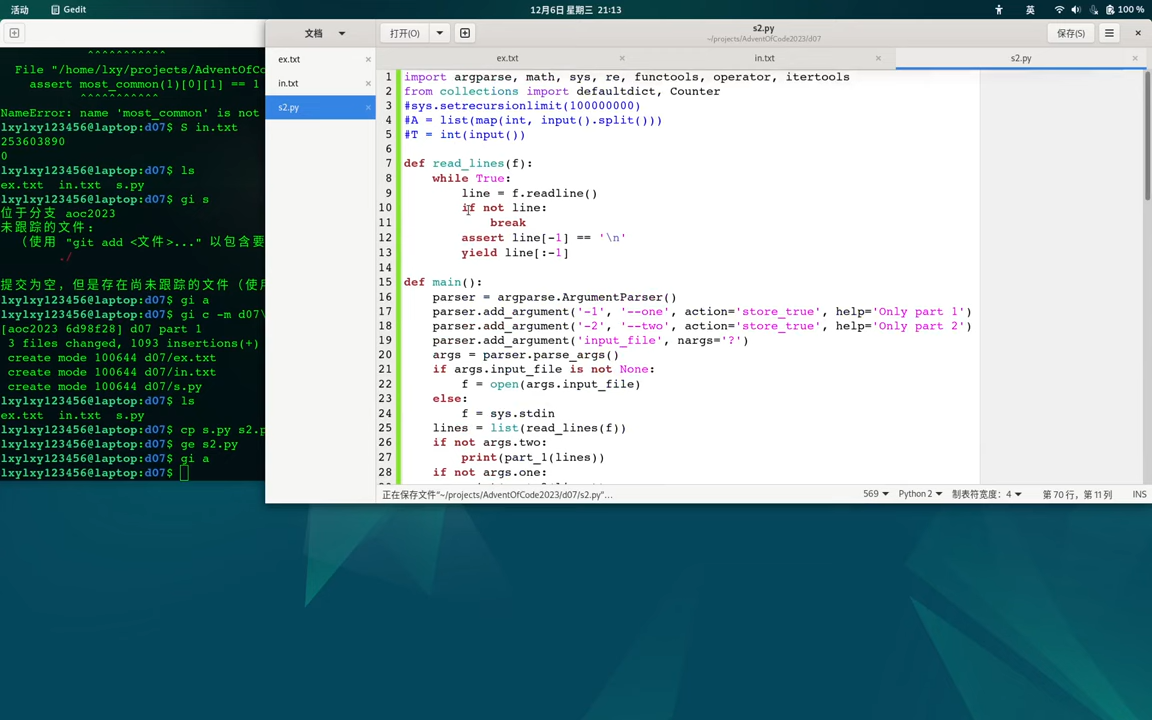 活动
Gedit
12月6日 星期三 21:13
英
100 %
^^^^^^^^^^^
File "/home/lxy/projects/AdventOfCo
assert most_common(1)[0][1] == 1
^^^^^^^^^^^
NameError: name 'most_common' is not
lxylxy123456@laptop:d07$ S in.txt
253603890
0
lxylxy123456@laptop:d07$ ls
ex.txt in.txt s.py
lxylxy123456@laptop:d07$ gi s
位于分支 aoc2023
未跟踪的文件:
（使用 "git add <文件>..." 以包含要
./
提交为空，但是存在尚未跟踪的文件（使用
lxylxy123456@laptop:d07$ gi a
lxylxy123456@laptop:d07$ gi c -m d07\
[aoc2023 6d98f28] d07 part 1
3 files changed, 1093 insertions(+)
create mode 100644 d07/ex.txt
create mode 100644 d07/in.txt
create mode 100644 d07/s.py
lxylxy123456@laptop:d07$ ls
ex.txt in.txt s.py
lxylxy123456@laptop:d07$ cp s.py s2.p
lxylxy123456@laptop:d07$ ge s2.py
lxylxy123456@laptop:d07$ gi a
lxylxy123456@laptop:d07$
文档
打开(O)
s2.py
~/projects/AdventOfCode2023/d07
保存(S)
ex.txt
in.txt
s2.py
ex.txt
in.txt
s2.py
1 import argparse, math, sys, re, functools, operator, itertools
2 from collections import defaultdict, Counter
3 #sys.setrecursionlimit(100000000)
4 #A = list(map(int, input().split()))
5 #T = int(input())
6
7 def read_lines(f):
8 while True:
9 line = f.readline()
10 if not line:
11 break
12 assert line[-1] == '\n'
13 yield line[:-1]
14
15 def main():
16 parser = argparse.ArgumentParser()
17 parser.add_argument('-1', '--one', action='store_true', help='Only part 1')
18 parser.add_argument('-2', '--two', action='store_true', help='Only part 2')
19 parser.add_argument('input_file', nargs='?')
20 args = parser.parse_args()
21 if args.input_file is not None:
22 f = open(args.input_file)
23 else:
24 f = sys.stdin
25 lines = list(read_lines(f))
26 if not args.two:
27 print(part_1(lines))
28 if not args.one:
正在保存文件"~/projects/AdventOfCode2023/d07/s2.py"...
569
Python 2
制表符宽度：4
第 70 行，第 11 列
INS